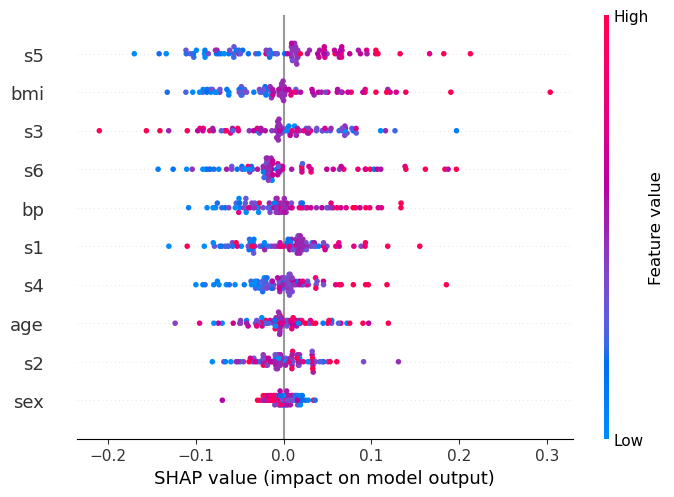 High
s5
bmi
s3
s6
bp
s1
s4
age
s2
sex
Feature value
Low
−0.2 −0.1 0.0 0.1 0.2 0.3
SHAP value (impact on model output)